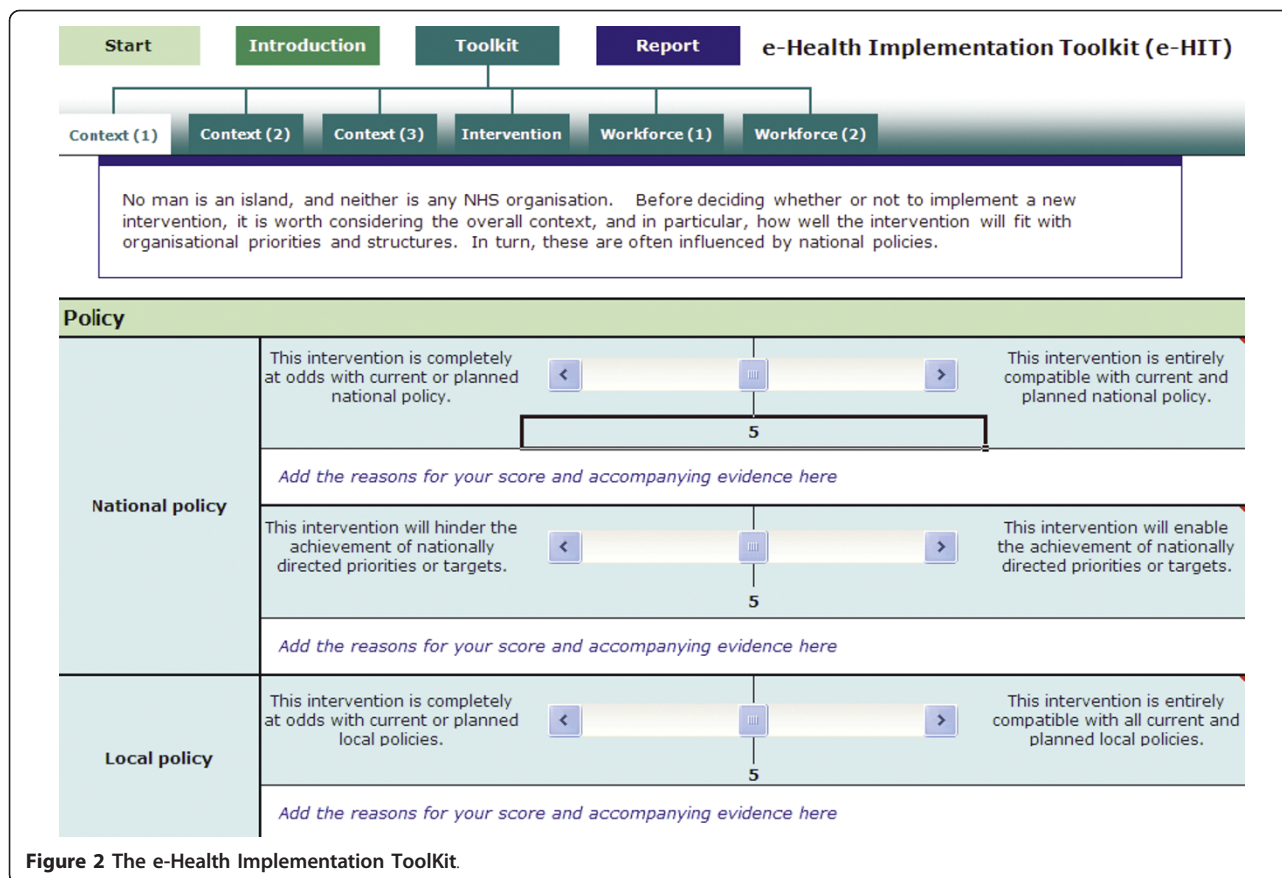 Start
Introduction
Toolkit
Report
e-Health Implementation Toolkit (e-HIT)
Context (1)
Context (2)
Context (3)
Intervention
Workforce (1)
Workforce (2)
No man is an island, and neither is any NHS organisation. Before deciding whether or not to implement a new
intervention, it is worth considering the overall context, and in particular, how well the intervention will fit with
organisational priorities and structures. In turn, these are often influenced by national policies.
Policy
National policy
This intervention is completely
at odds with current or planned
national policy.
This intervention is entirely
compatible with current and
planned national policy.
5
Add the reasons for your score and accompanying evidence here
This intervention will hinder the
achievement of nationally
directed priorities or targets.
This intervention will enable
the achievement of nationally
directed priorities or targets.
5
Add the reasons for your score and accompanying evidence here
Local policy
This intervention is completely
at odds with current or planned
local policies.
This intervention is entirely
compatible with all current and
planned local policies.
5
Add the reasons for your score and accompanying evidence here
Figure 2 The e-Health Implementation ToolKit.